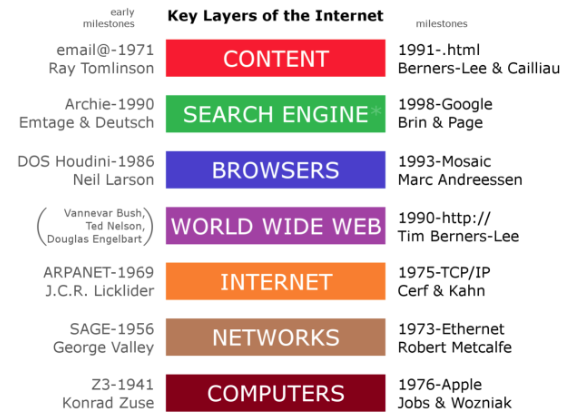 early
milestones
Key Layers of the Internet
milestones
email@-1971
Ray Tomlinson
CONTENT
1991-.html
Berners-Lee & Cailliau
Archie-1990
Emtage & Deutsch
SEARCH ENGINE*
1998-Google
Brin & Page
DOS Houdini-1986
Neil Larson
BROWSERS
1993-Mosaic
Marc Andreessen
(Vannevar Bush,
Ted Nelson,
Douglas Engelbart)
WORLD WIDE WEB
1990-http://
Tim Berners-Lee
ARPANET-1969
J.C.R. Licklider
INTERNET
1975-TCP/IP
Cerf & Kahn
SAGE-1956
George Valley
NETWORKS
1973-Ethernet
Robert Metcalfe
Z3-1941
Konrad Zuse
COMPUTERS
1976-Apple
Jobs & Wozniak